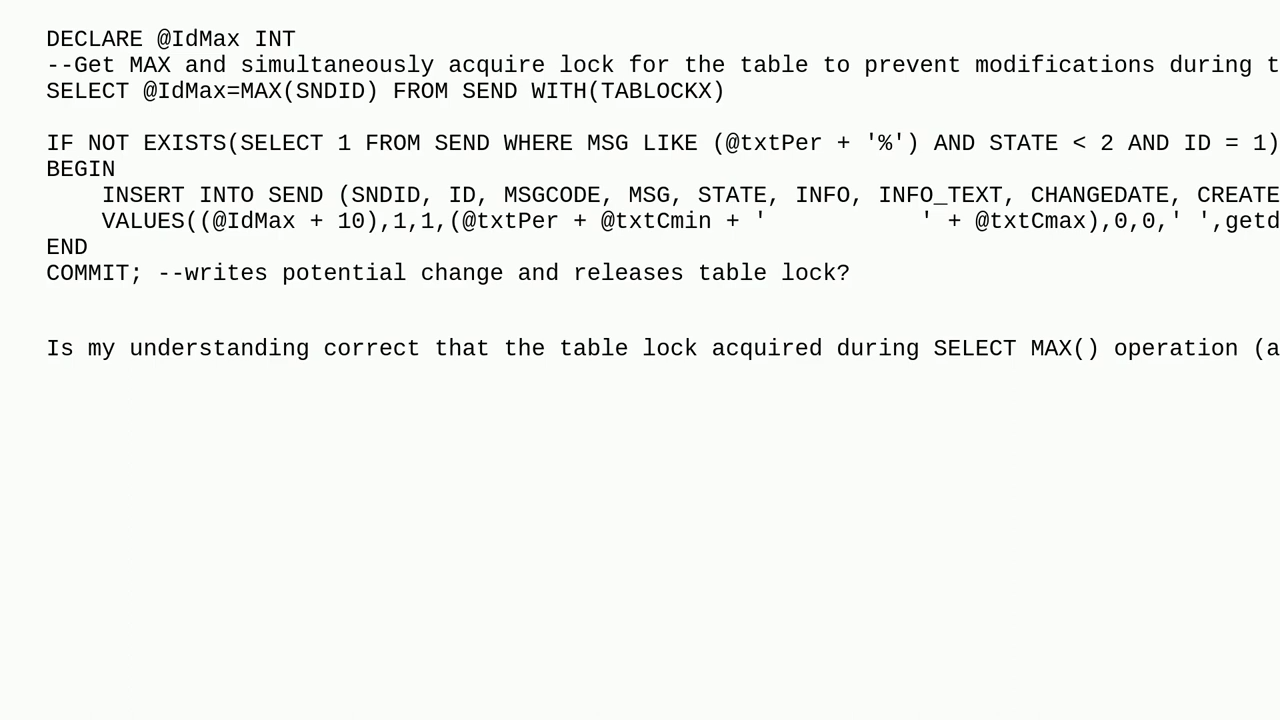 DECLARE @IdMax INT
--Get MAX and simultaneously acquire lock for the table to prevent modifications during
SELECT @IdMax=MAX(SNDID) FROM SEND WITH(TABLOCKX)
IF NOT EXISTS(SELECT 1 FROM SEND WHERE MSG LIKE (@txtPer + '%') AND STATE < 2 AND ID = 1)
BEGIN
    INSERT INTO SEND (SNDID, ID, MSGCODE, MSG, STATE, INFO, INFO_TEXT, CHANGEDATE, CREATE
    VALUES((@IdMax + 10),1,1,(@txtPer + @txtCmin + '           ' + @txtCmax),0,0,' ',getd
END
COMMIT; --writes potential change and releases table lock?
Is my understanding correct that the table lock acquired during SELECT MAX() operation (a